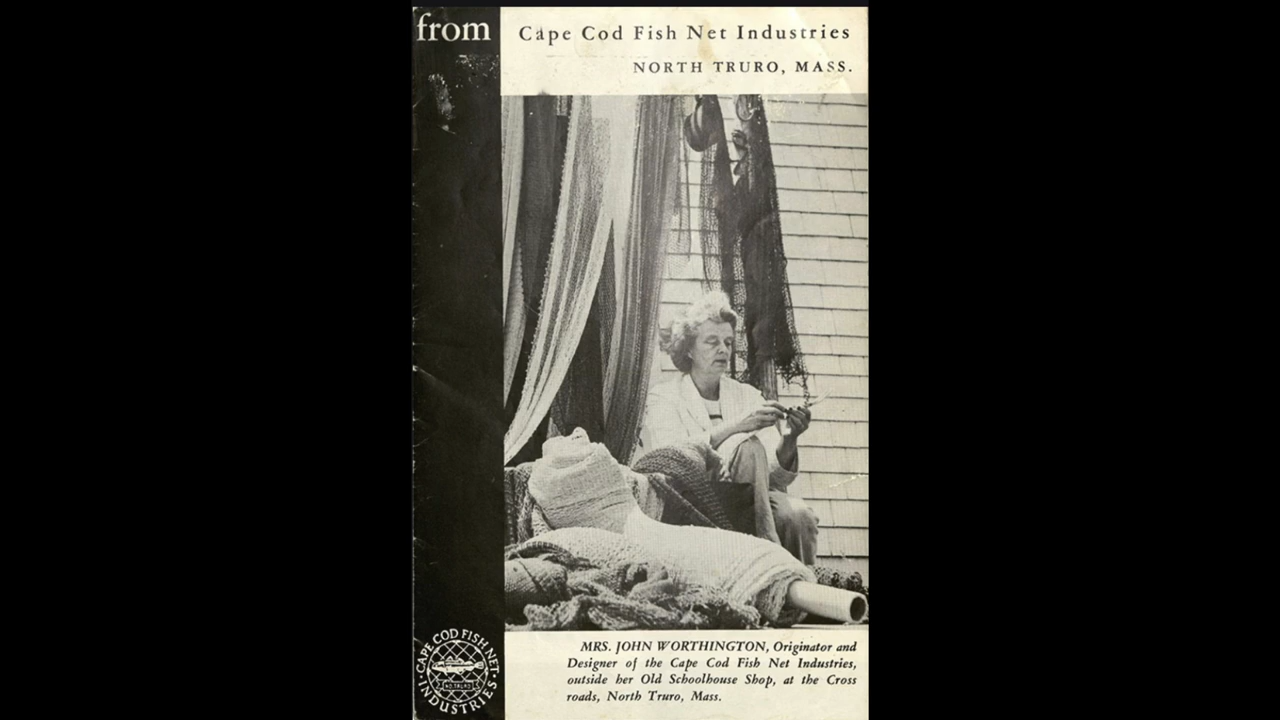 from
Cape Cod Fish Net Industries
NORTH TRURO, MASS.
MRS. JOHN WORTHINGTON, Originator and
Designer of the Cape Cod Fish Net Industries,
outside her Old Schoolhouse Shop, at the Cross
roads, North Truro, Mass.
CAPE COD FISH NET
INDUSTRIES